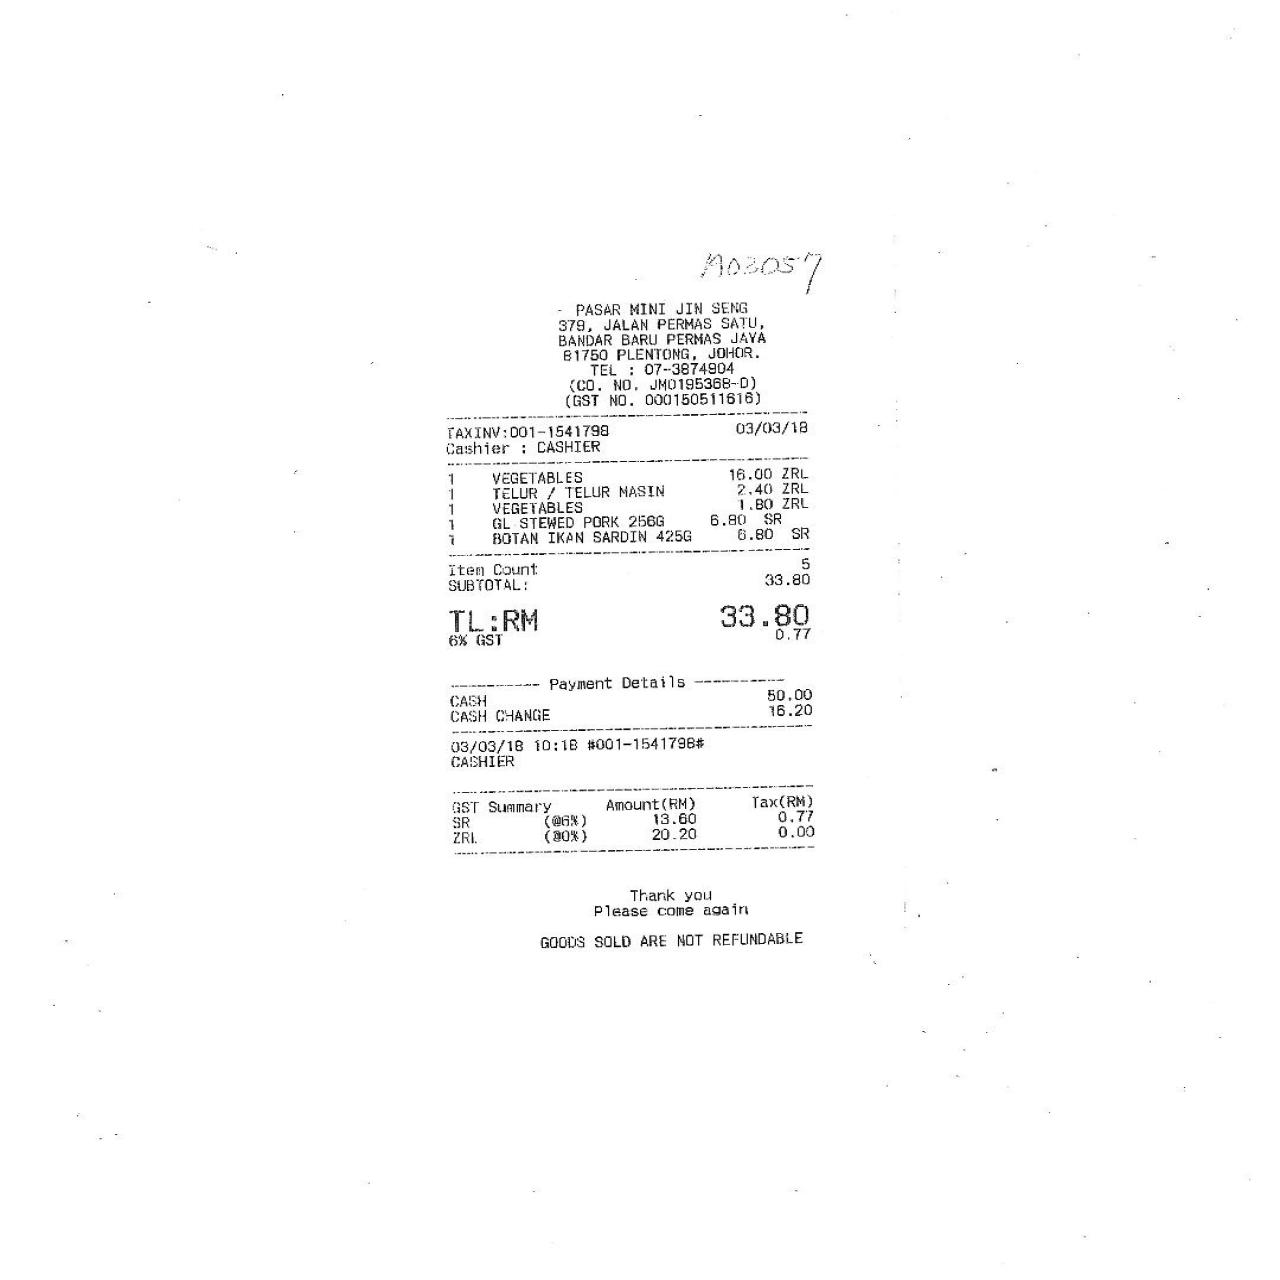 A03057
- PASAR MINI JIN SENG
379, JALAN PERMAS SATU,
BANDAR BARU PERMAS JAYA
81750 PLENTONG, JOHOR.
TEL : 07-3874904
(CO. NO. JM0195368-D)
(GST NO. 000150511616)
TAXINV:001-1541798 03/03/18
Cashier : CASHIER
1 VEGETABLES 16.00 ZRL
1 TELUR / TELUR MASIN 2.40 ZRL
1 VEGETABLES 1.80 ZRL
1 GL STEWED PORK 256G 6.80 SR
1 BOTAN IKAN SARDIN 425G 6.80 SR
Item Count 5
SUBTOTAL: 33.80
TL:RM 33.80
6% GST 0.77
---------- Payment Details ----------
CASH 50.00
CASH CHANGE 16.20
03/03/18 10:18 #001-1541798#
CASHIER
GST Summary Amount(RM) Tax(RM)
SR (@6%) 13.60 0.77
ZRL (@0%) 20.20 0.00
Thank you
Please come again
GOODS SOLD ARE NOT REFUNDABLE